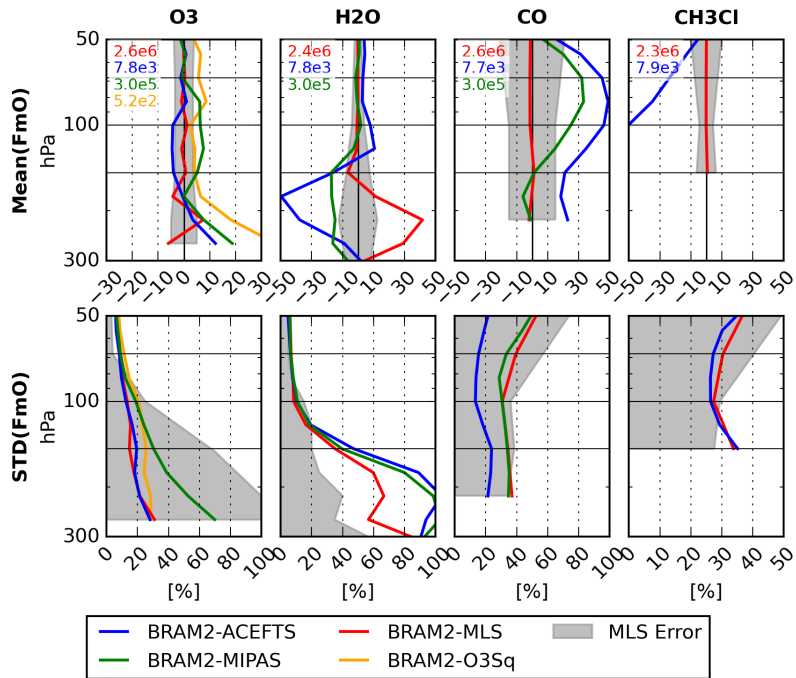 O3 H2O CO CH3Cl
Mean(FmO)
hPa
50
100
300
2.6e6
7.8e3
3.0e5
5.2e2
2.4e6
7.8e3
3.0e5
2.6e6
7.7e3
3.0e5
2.3e6
7.9e3
−30 −20 −10 0 10 20 30
−50 −30 −10 10 30 50
−50 −30 −10 10 30 50
−50 −30 −10 10 30 50
STD(FmO)
hPa
50
100
300
0 20 40 60 80 100
0 20 40 60 80 100
0 20 40 60 80 100
0 10 20 30 40 50
[%] [%] [%] [%]
BRAM2-ACEFTS BRAM2-MLS MLS Error
BRAM2-MIPAS BRAM2-O3Sq